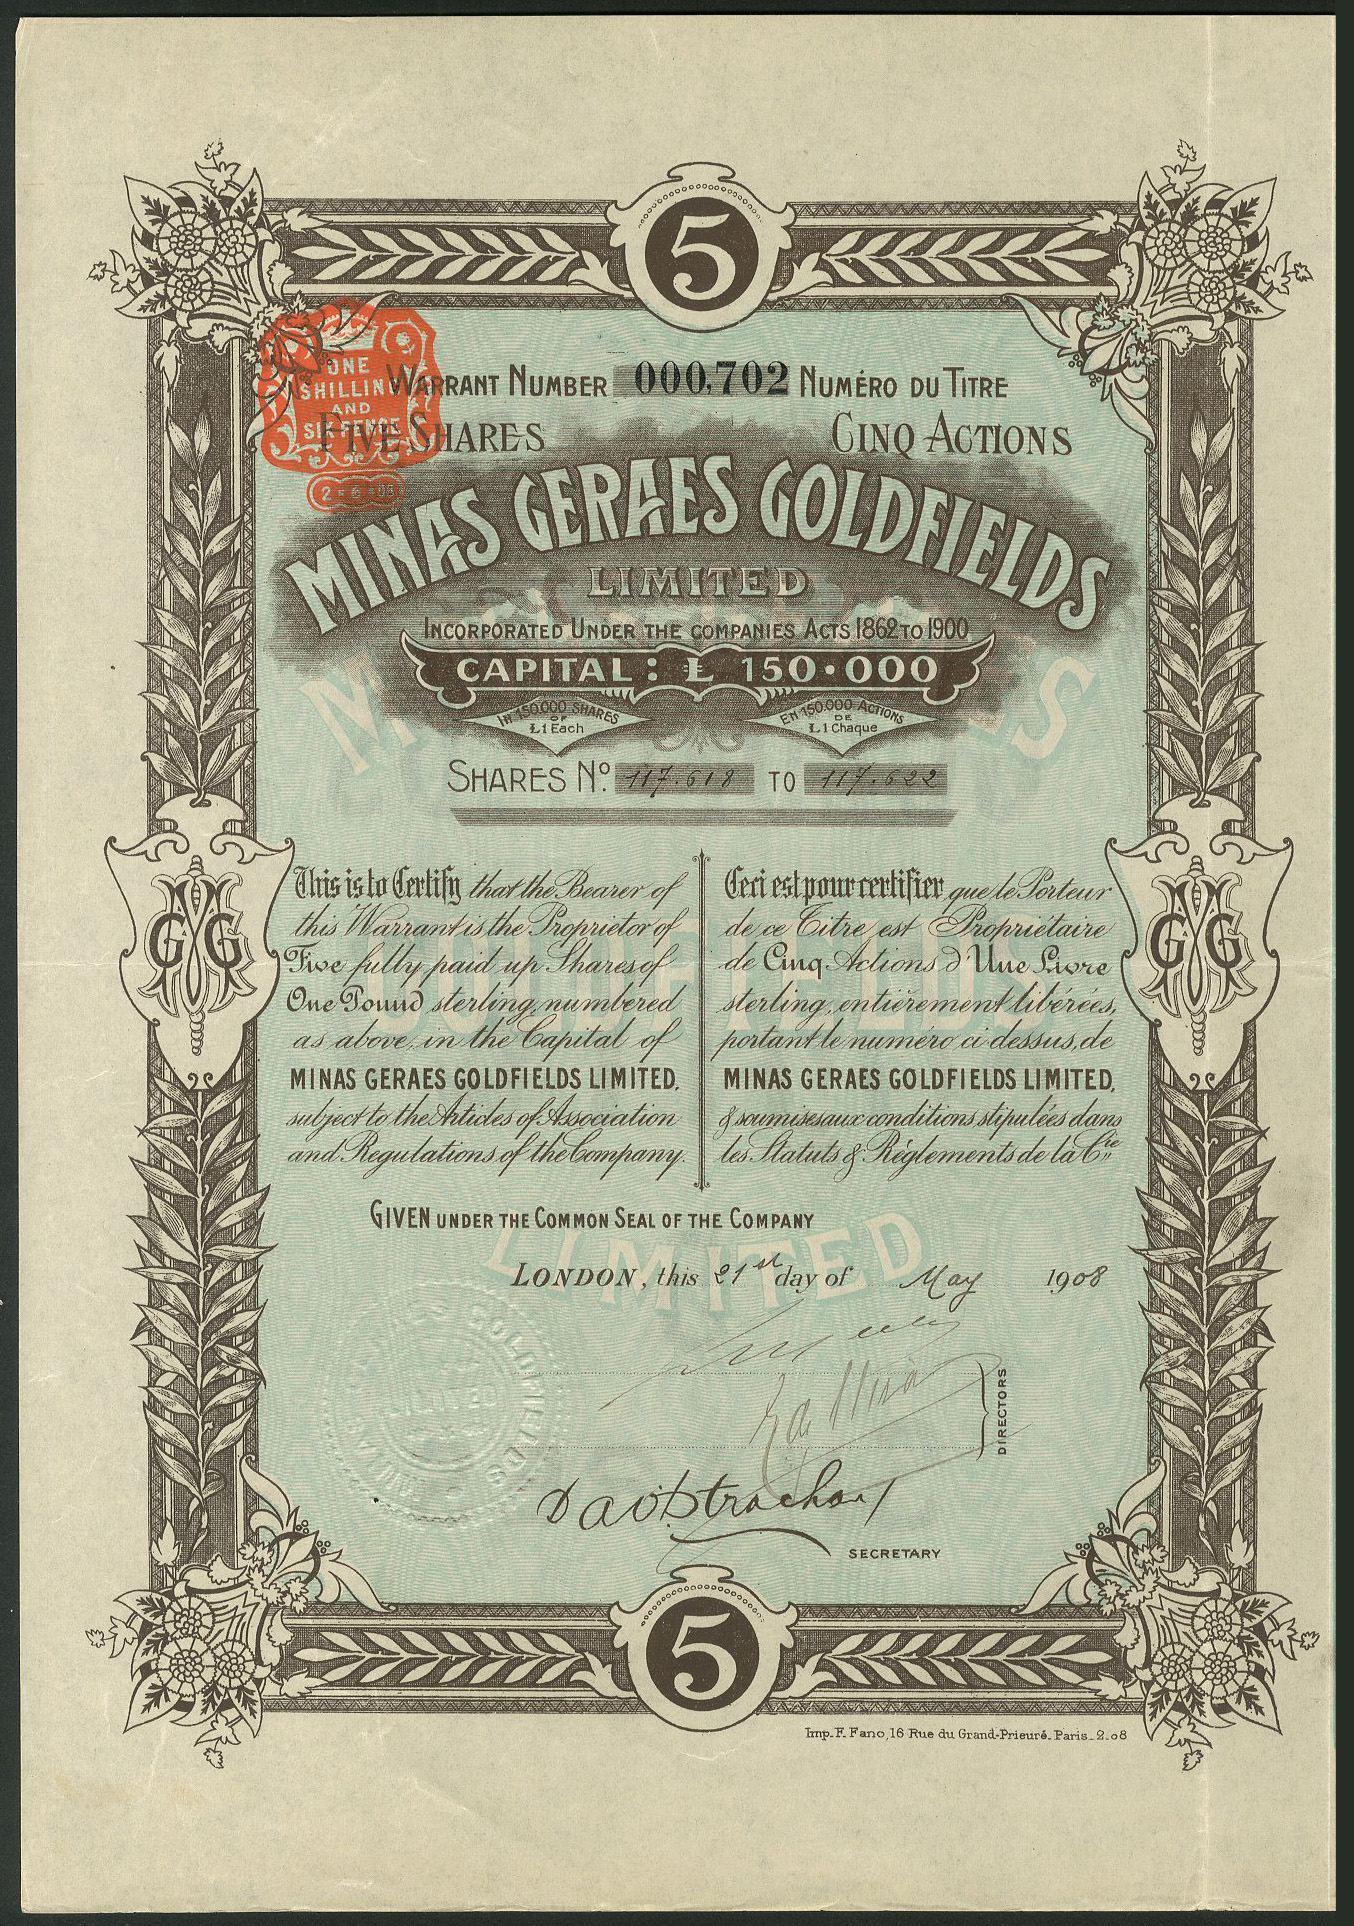 5
ONE
SHILLING
AND
SIX PENCE
WARRANT NUMBER 000,702 NUMÉRO DU TITRE
FIVE SHARES CINQ ACTIONS
MINAS GERAES GOLDFIELDS
LIMITED
INCORPORATED UNDER THE COMPANIES ACTS 1862 TO 1900
CAPITAL: £ 150.000
IN 150.000 SHARES
OF
£1 Each
EN 150.000 ACTIONS
DE
£1 Chaque
SHARES No. 117.618 TO 117.622
This is to Certify that the Bearer of
this Warrant is the Proprietor of
Five fully paid up Shares of
One Pound sterling, numbered
as above, in the Capital of
MINAS GERAES GOLDFIELDS LIMITED,
subject to the Articles of Association
and Regulations of the Company.
Ceci est pour certifier que le Porteur
de ce Titre est Propriétaire
de Cinq Actions d'Une Livre
sterling, entièrement libérées,
portant le numéro ci dessus, de
MINAS GERAES GOLDFIELDS LIMITED,
& soumises aux conditions stipulées dans
les Statuts & Règlements de la Cie
GIVEN UNDER THE COMMON SEAL OF THE COMPANY
LIMITED
LONDON, this 21st day of May 1908
DIRECTORS
SECRETARY
5
Imp. F. Fano, 16 Rue du Grand-Prieuré. Paris_2.08